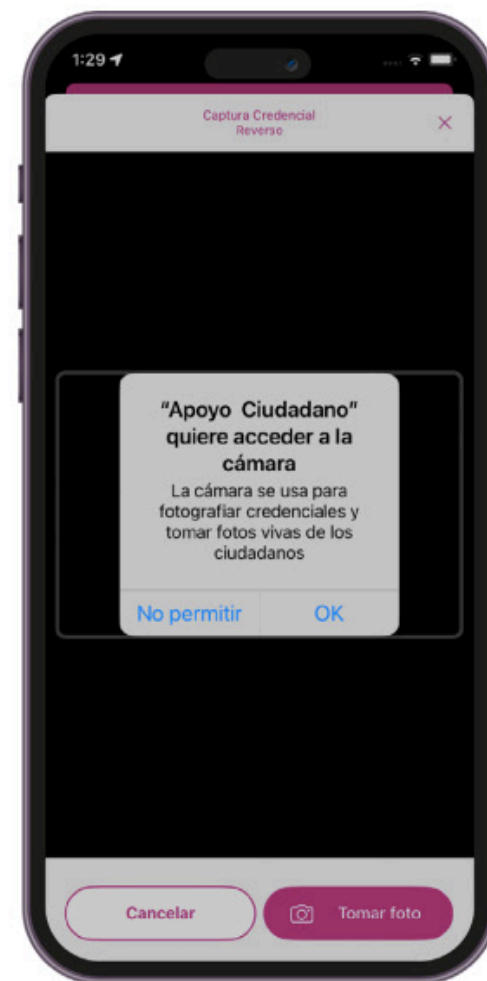 1:29
Captura Credencial
Reverso
"Apoyo Ciudadano"
quiere acceder a la
cámara
La cámara se usa para
fotografiar credenciales y
tomar fotos vivas de los
ciudadanos
No permitir OK
Cancelar Tomar foto